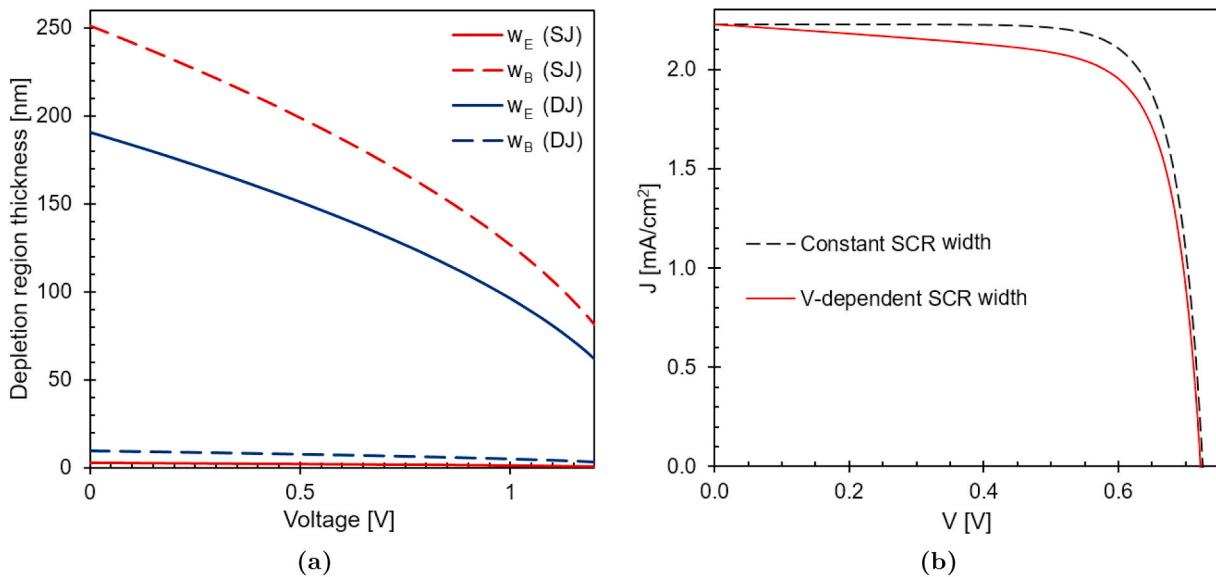 250
200
150
100
50
0
Depletion region thickness [nm]
w_E (SJ)
w_B (SJ)
w_E (DJ)
w_B (DJ)
0
0.5
1
Voltage [V]
(a)
2.0
1.5
1.0
0.5
0.0
J [mA/cm²]
Constant SCR width
V-dependent SCR width
0.0
0.2
0.4
0.6
V [V]
(b)